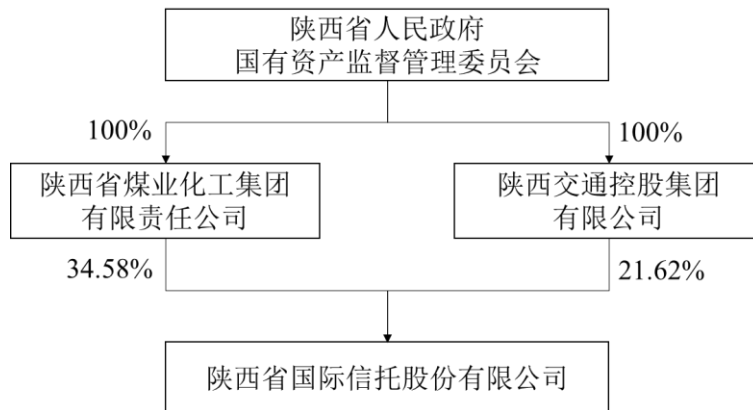 陕西省人民政府
国有资产监督管理委员会
100%
100%
陕西省煤业化工集团
有限责任公司
陕西交通控股集团
有限公司
34.58%
21.62%
陕西省国际信托股份有限公司